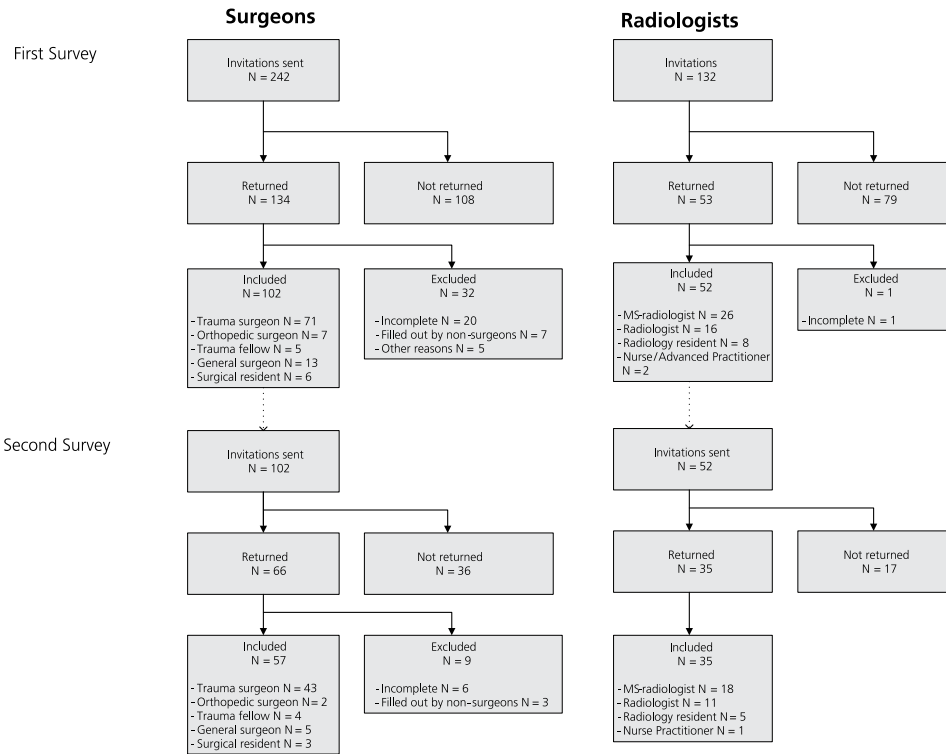 Surgeons
Radiologists
First Survey
Invitations sent
N = 242
Invitations
N = 132
Returned
N = 134
Not returned
N = 108
Returned
N = 53
Not returned
N = 79
Included
N = 102
- Trauma surgeon N = 71
- Orthopedic surgeon N = 7
- Trauma fellow N = 5
- General surgeon N = 13
- Surgical resident N = 6
Excluded
N = 32
- Incomplete N = 20
- Filled out by non-surgeons N = 7
- Other reasons N = 5
Included
N = 52
- MS-radiologist N = 26
- Radiologist N = 16
- Radiology resident N = 8
- Nurse/Advanced Practitioner
N = 2
Excluded
N = 1
- Incomplete N = 1
Second Survey
Invitations sent
N = 102
Invitations sent
N = 52
Returned
N = 66
Not returned
N = 36
Returned
N = 35
Not returned
N = 17
Included
N = 57
- Trauma surgeon N = 43
- Orthopedic surgeon N = 2
- Trauma fellow N = 4
- General surgeon N = 5
- Surgical resident N = 3
Excluded
N = 9
- Incomplete N = 6
- Filled out by non-surgeons N = 3
Included
N = 35
- MS-radiologist N = 18
- Radiologist N = 11
- Radiology resident N = 5
- Nurse Practitioner N = 1